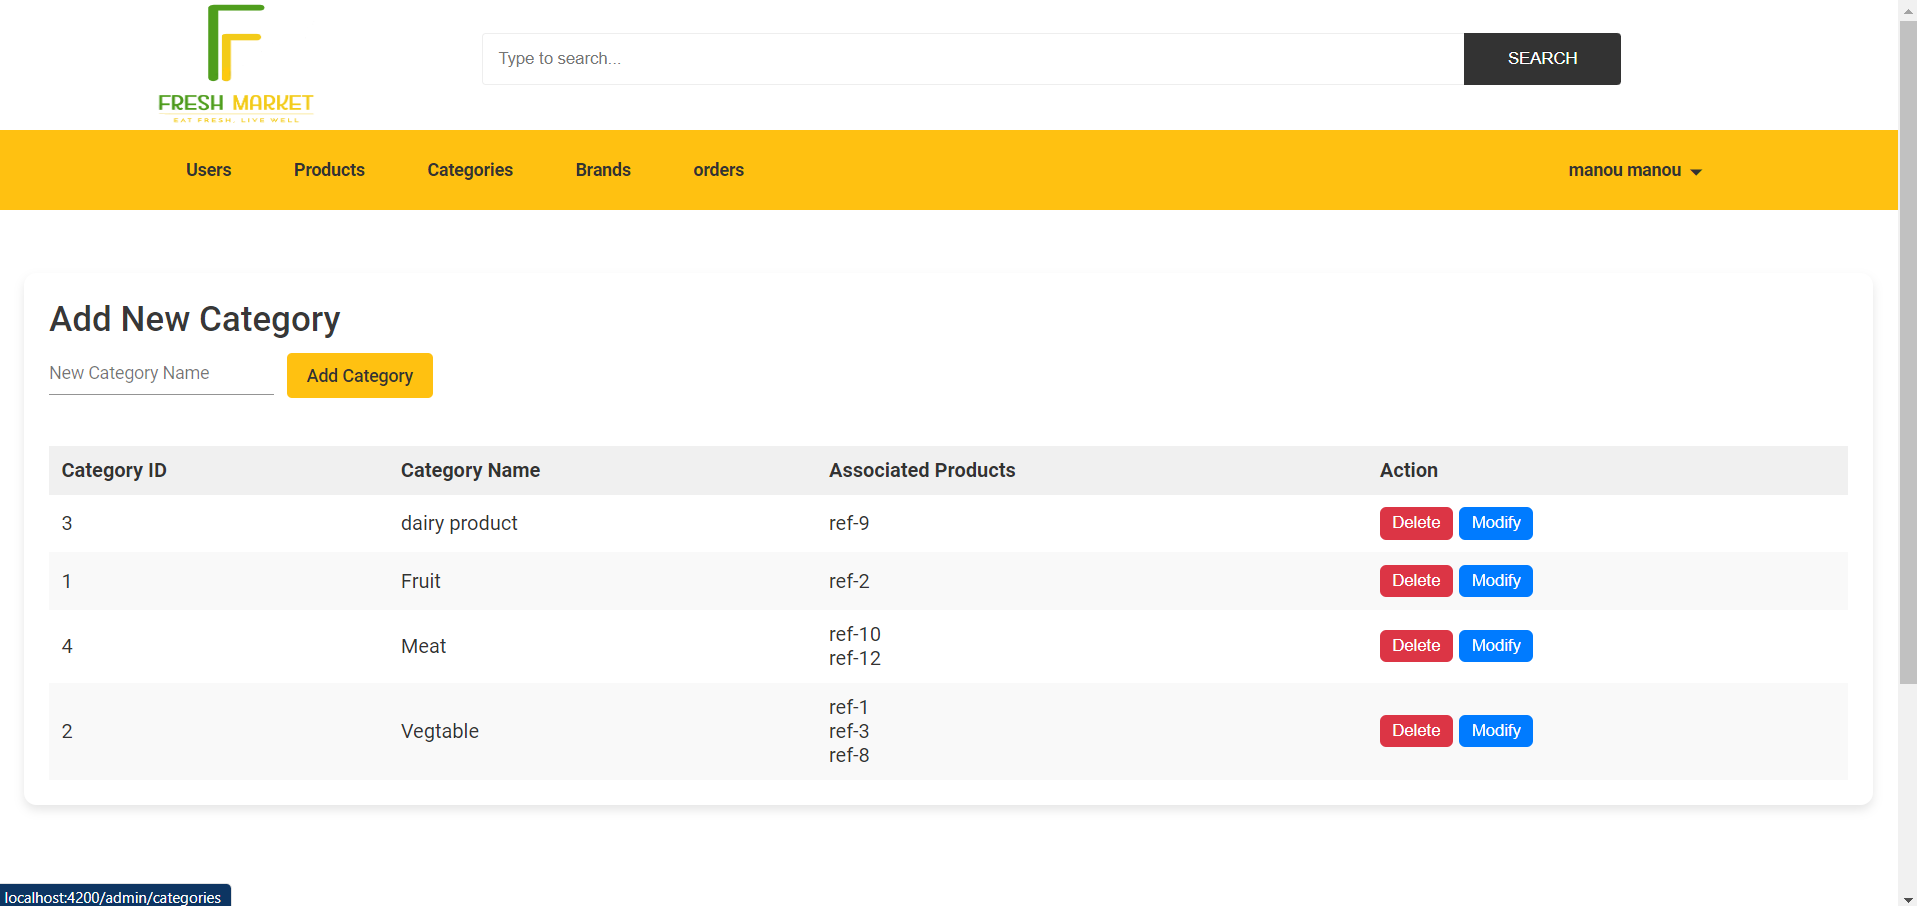 FRESH MARKET
EAT FRESH, LIVE WELL
Type to search...
SEARCH
Users Products Categories Brands orders manou manou
Add New Category
New Category Name Add Category
Category ID Category Name Associated Products Action
3 dairy product ref-9 Delete Modify
1 Fruit ref-2 Delete Modify
4 Meat ref-10 Delete Modify
ref-12
2 Vegtable ref-1 Delete Modify
ref-3
ref-8
localhost:4200/admin/categories